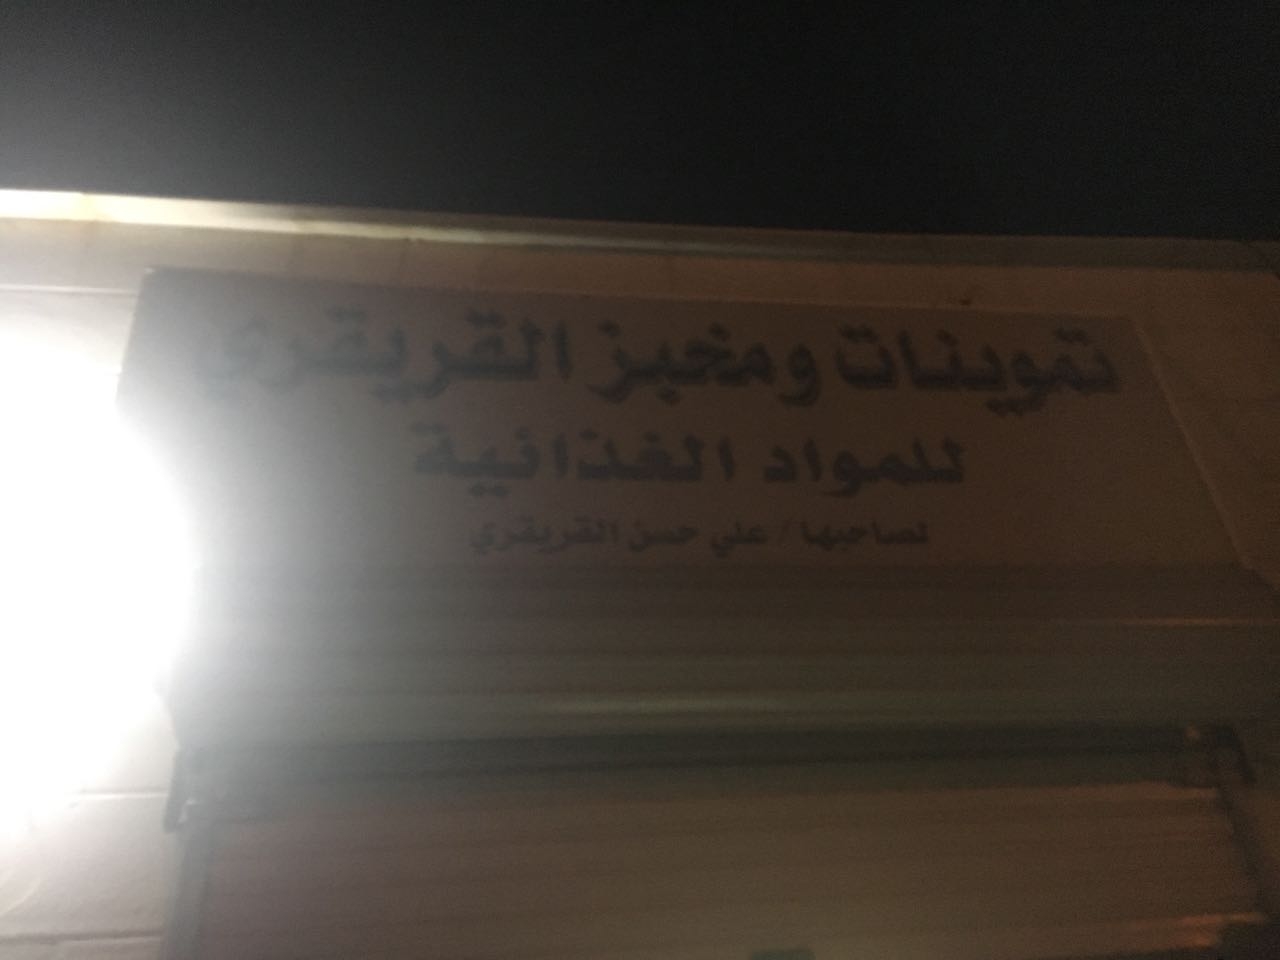 تموينات ومخبز القريقري
للمواد الغذائية
لصاحبها / علي حسن القريقري